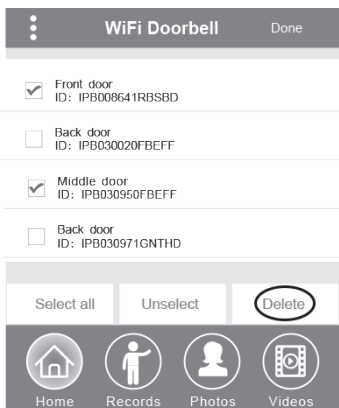 WiFi Doorbell Done
Front door
ID: IPB008641RBSBD
Back door
ID: IPB030020FBEFF
Middle door
ID: IPB030950FBEFF
Back door
ID: IPB030971GNTHD
Select all Unselect Delete
Home Records Photos Videos